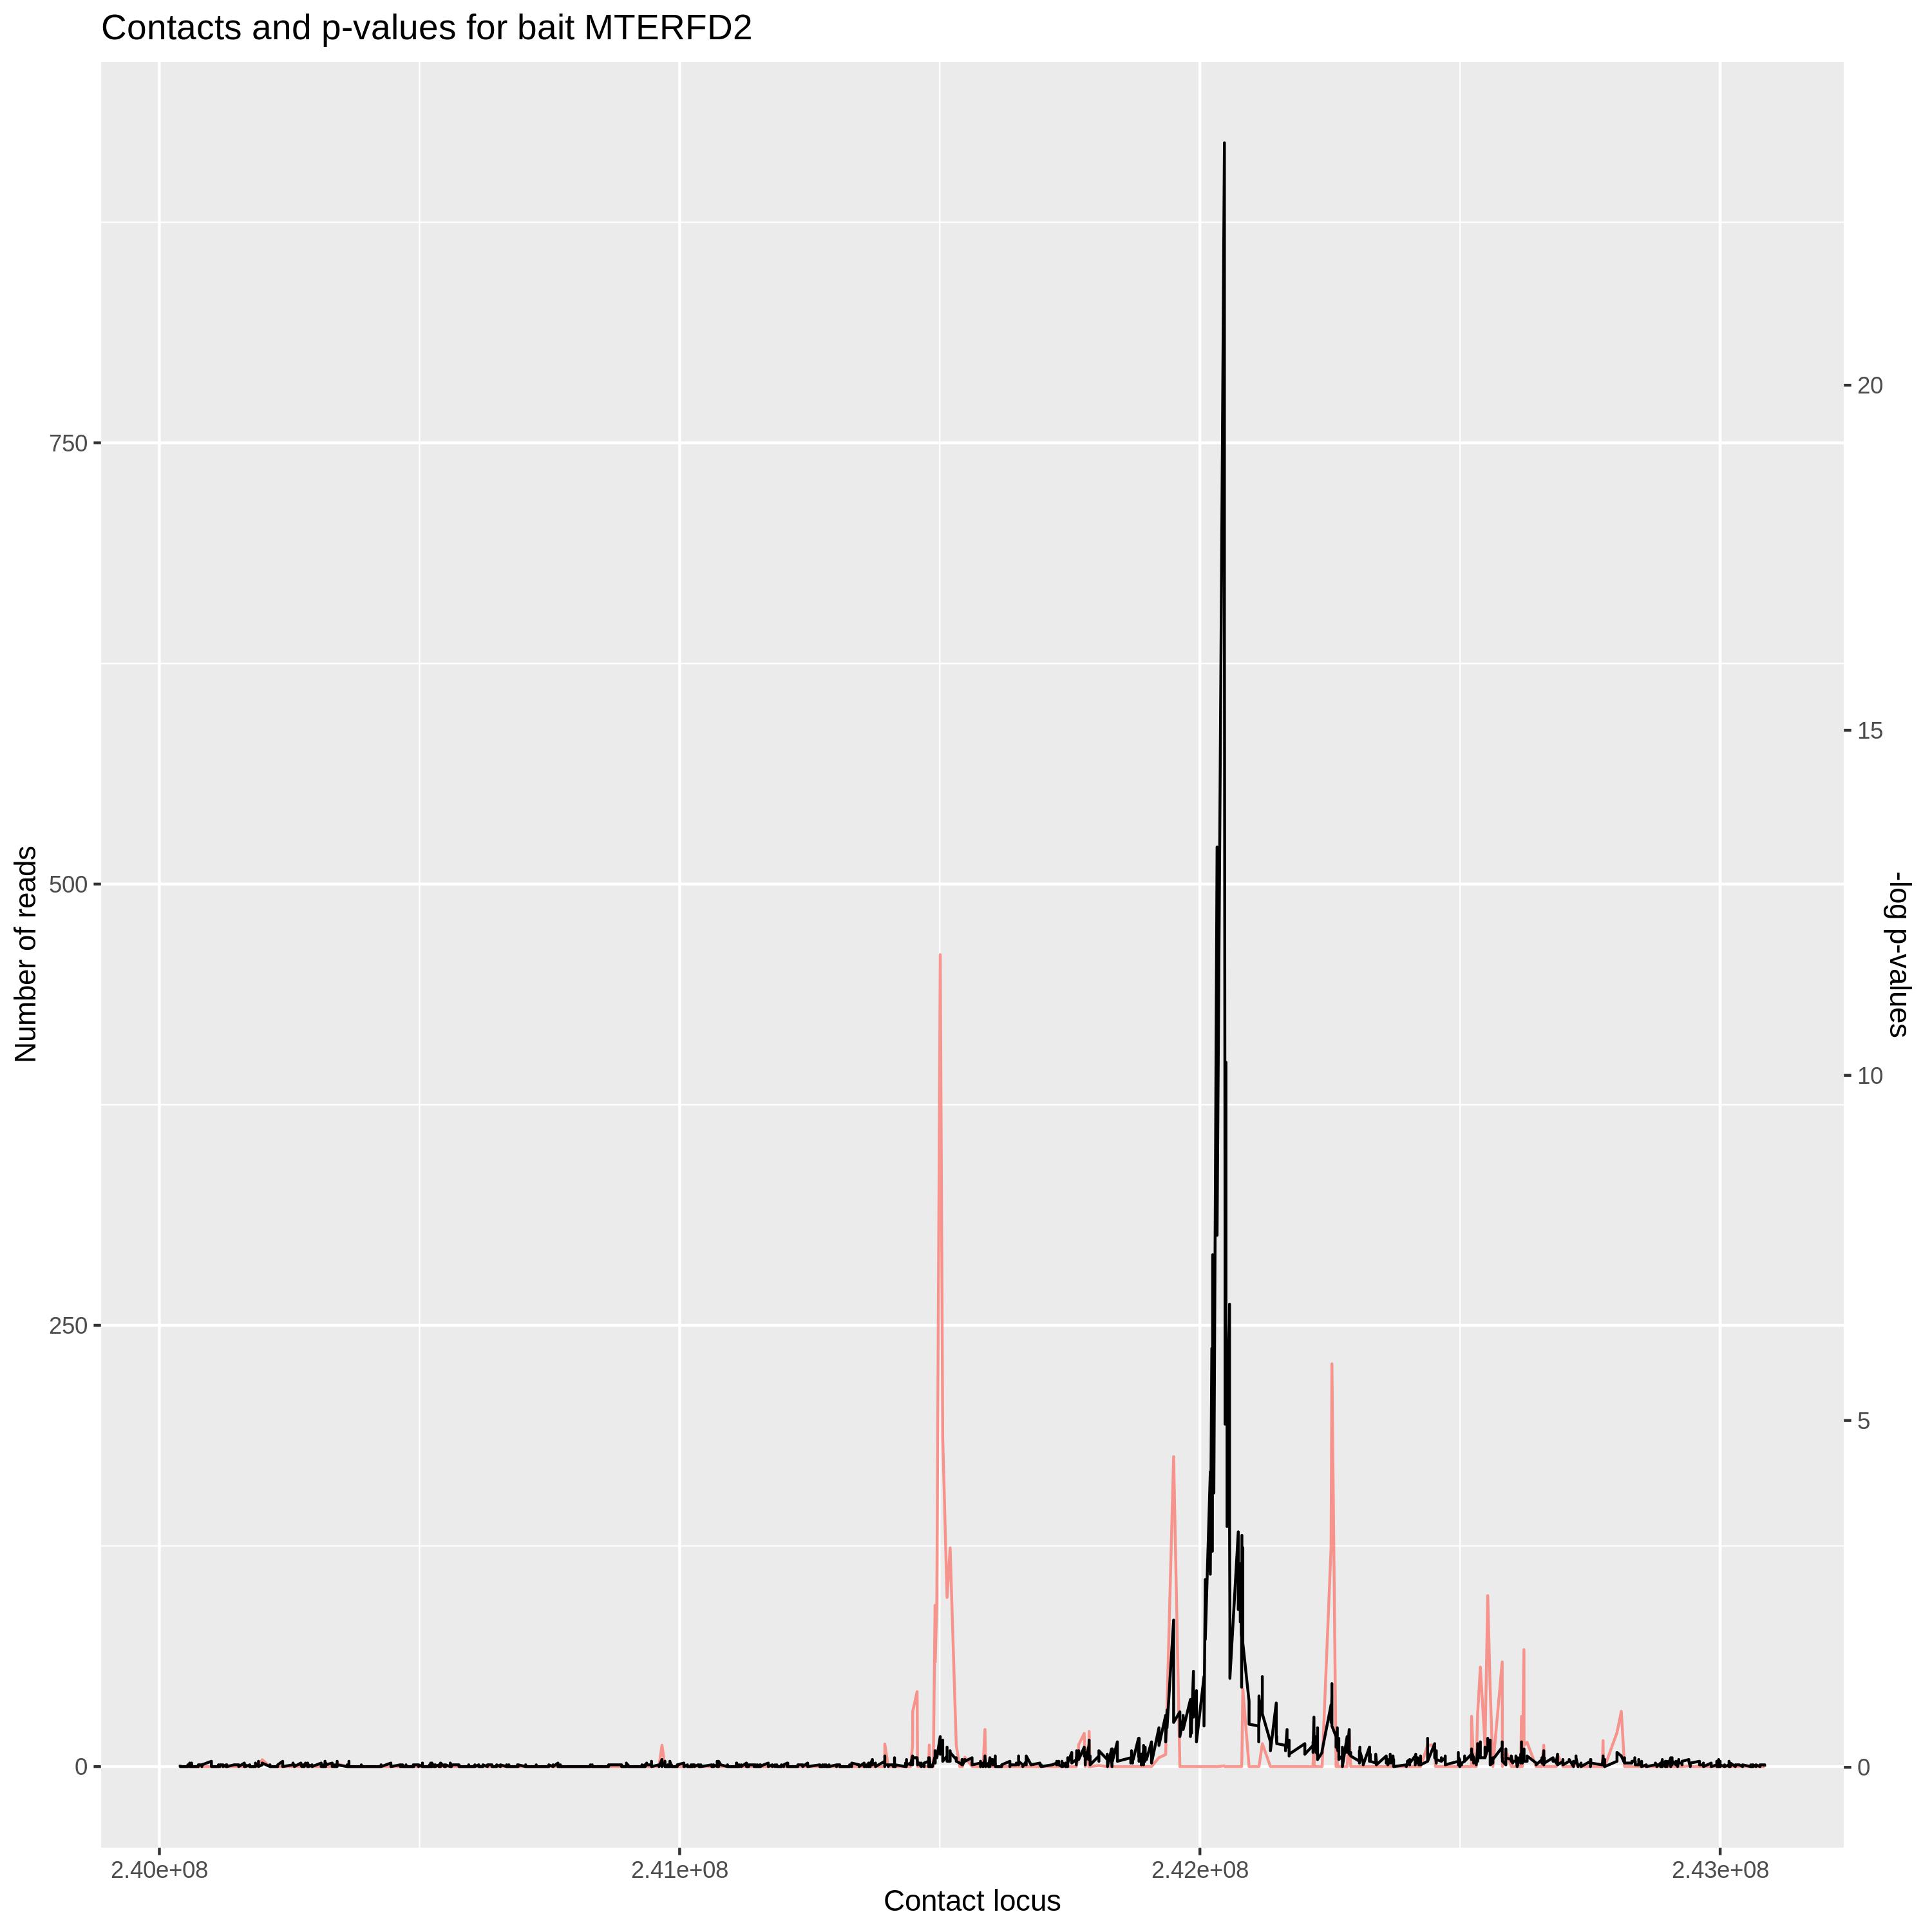 Contacts and p-values for bait MTERFD2
Number of reads
750
500
250
0
20
15
10
5
0
-log p-values
2.40e+08
2.41e+08
2.42e+08
2.43e+08
Contact locus